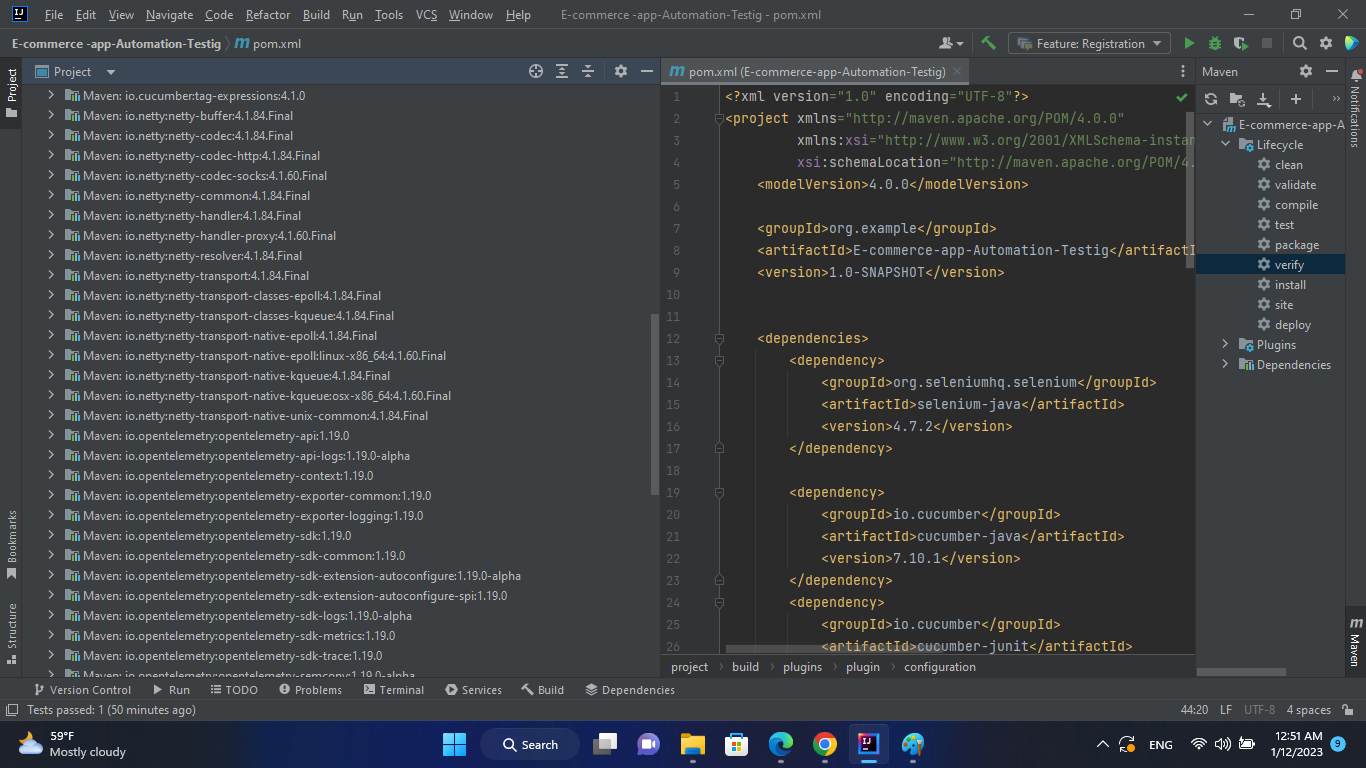 File Edit View Navigate Code Refactor Build Run Tools VCS Window Help E-commerce -app-Automation-Testig - pom.xml
E-commerce -app-Automation-Testig pom.xml Feature: Registration
Project
Project
Maven: io.cucumber:tag-expressions:4.1.0
Maven: io.netty:netty-buffer:4.1.84.Final
Maven: io.netty:netty-codec:4.1.84.Final
Maven: io.netty:netty-codec-http:4.1.84.Final
Maven: io.netty:netty-codec-socks:4.1.60.Final
Maven: io.netty:netty-common:4.1.84.Final
Maven: io.netty:netty-handler:4.1.84.Final
Maven: io.netty:netty-handler-proxy:4.1.60.Final
Maven: io.netty:netty-resolver:4.1.84.Final
Maven: io.netty:netty-transport:4.1.84.Final
Maven: io.netty:netty-transport-classes-epoll:4.1.84.Final
Maven: io.netty:netty-transport-classes-kqueue:4.1.84.Final
Maven: io.netty:netty-transport-native-epoll:4.1.84.Final
Maven: io.netty:netty-transport-native-epoll:linux-x86_64:4.1.60.Final
Maven: io.netty:netty-transport-native-kqueue:4.1.84.Final
Maven: io.netty:netty-transport-native-kqueue:osx-x86_64:4.1.60.Final
Maven: io.netty:netty-transport-native-unix-common:4.1.84.Final
Maven: io.opentelemetry:opentelemetry-api:1.19.0
Maven: io.opentelemetry:opentelemetry-api-logs:1.19.0-alpha
Maven: io.opentelemetry:opentelemetry-context:1.19.0
Maven: io.opentelemetry:opentelemetry-exporter-common:1.19.0
Maven: io.opentelemetry:opentelemetry-exporter-logging:1.19.0
Maven: io.opentelemetry:opentelemetry-sdk:1.19.0
Maven: io.opentelemetry:opentelemetry-sdk-common:1.19.0
Maven: io.opentelemetry:opentelemetry-sdk-extension-autoconfigure:1.19.0-alpha
Maven: io.opentelemetry:opentelemetry-sdk-extension-autoconfigure-spi:1.19.0
Maven: io.opentelemetry:opentelemetry-sdk-logs:1.19.0-alpha
Maven: io.opentelemetry:opentelemetry-sdk-metrics:1.19.0
Maven: io.opentelemetry:opentelemetry-sdk-trace:1.19.0
Maven: io.opentelemetry:opentelemetry-semconv:1.19.0-alpha
Bookmarks
Structure
pom.xml (E-commerce-app-Automation-Testig)
1 <?xml version="1.0" encoding="UTF-8"?>
2 <project xmlns="http://maven.apache.org/POM/4.0.0"
3 xmlns:xsi="http://www.w3.org/2001/XMLSchema-instan
4 xsi:schemaLocation="http://maven.apache.org/POM/4.
5 <modelVersion>4.0.0</modelVersion>
6
7 <groupId>org.example</groupId>
8 <artifactId>E-commerce-app-Automation-Testig</artifactI
9 <version>1.0-SNAPSHOT</version>
10
11
12 <dependencies>
13 <dependency>
14 <groupId>org.seleniumhq.selenium</groupId>
15 <artifactId>selenium-java</artifactId>
16 <version>4.7.2</version>
17 </dependency>
18
19 <dependency>
20 <groupId>io.cucumber</groupId>
21 <artifactId>cucumber-java</artifactId>
22 <version>7.10.1</version>
23 </dependency>
24 <dependency>
25 <groupId>io.cucumber</groupId>
26 <artifactId>cucumber-junit</artifactId>
project build plugins plugin configuration
Maven
E-commerce-app-A
Lifecycle
clean
validate
compile
test
package
verify
install
site
deploy
Plugins
Dependencies
Notifications
m Maven
Version Control Run TODO Problems Terminal Services Build Dependencies
Tests passed: 1 (50 minutes ago) 44:20 LF UTF-8 4 spaces
59°F
Mostly cloudy
Search
ENG
12:51 AM
1/12/2023
9